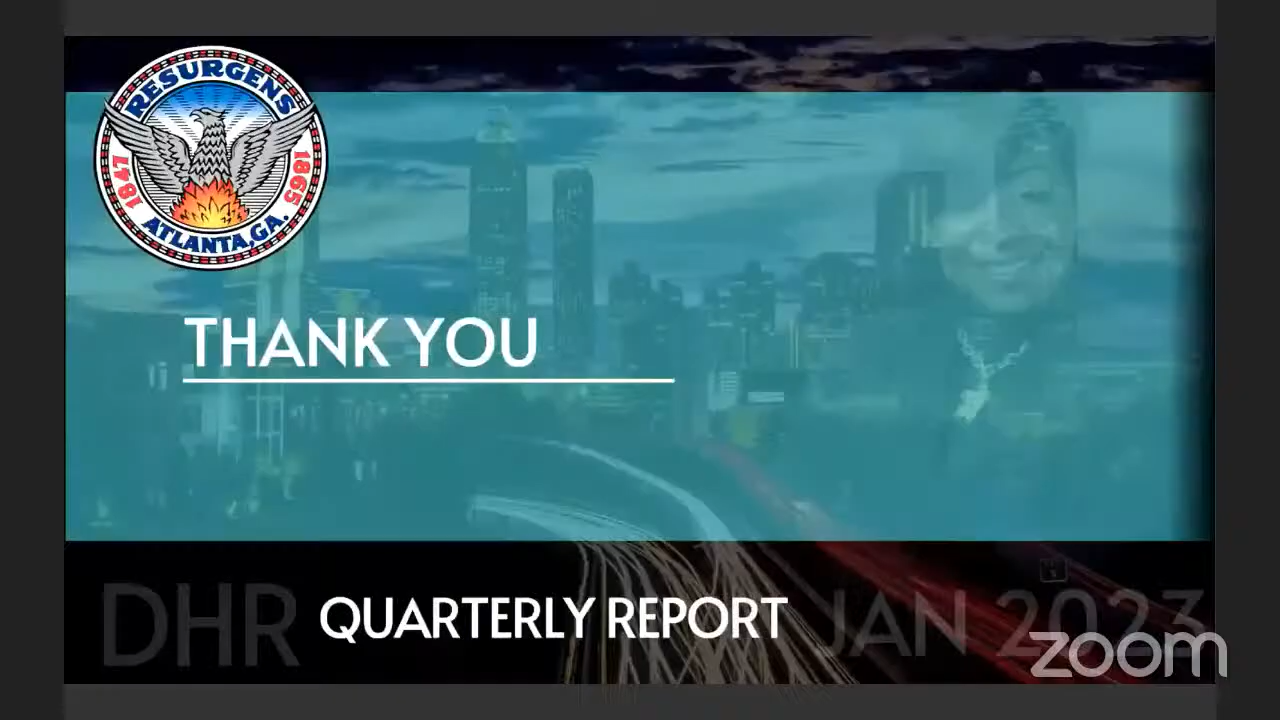 RESURGENS
1847
1865
ATLANTA, GA.
THANK YOU
DHR QUARTERLY REPORT JAN 2023
zoom